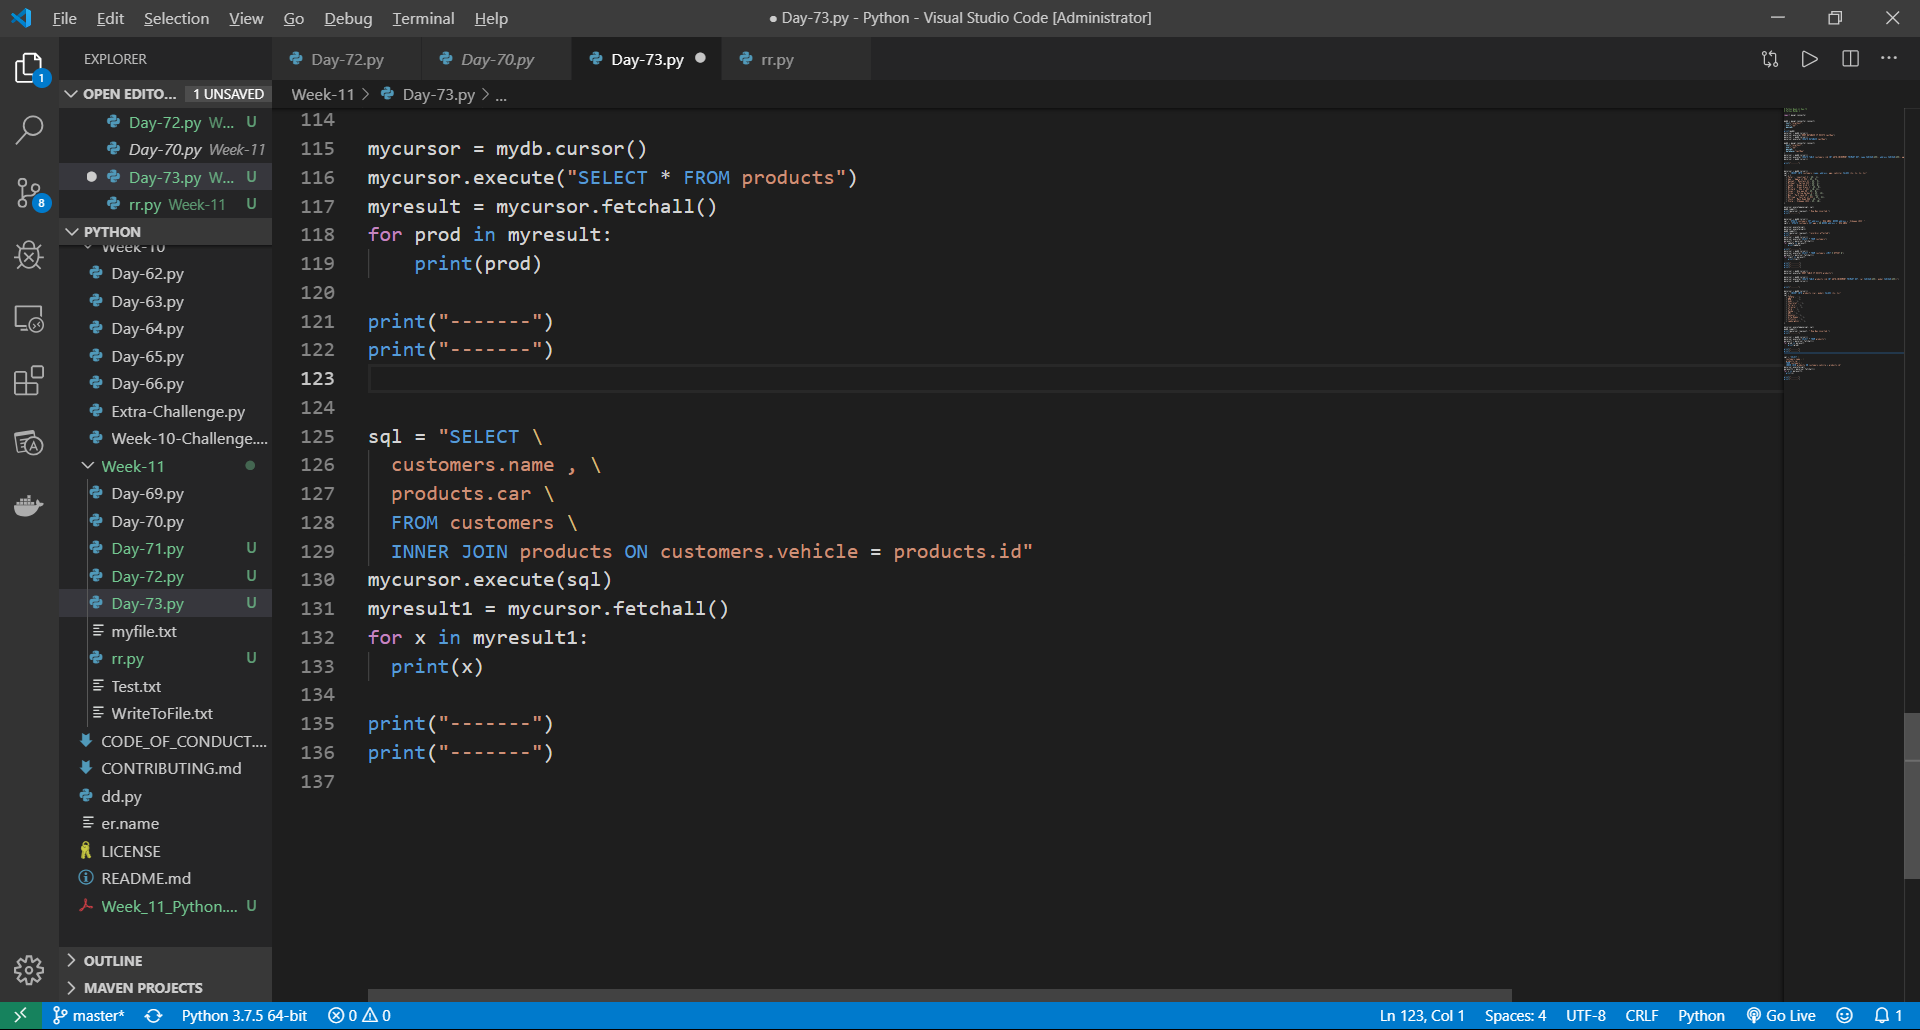 File Edit Selection View Go Debug Terminal Help
● Day-73.py - Python - Visual Studio Code [Administrator]
EXPLORER
Day-72.py
Day-70.py
Day-73.py ●
rr.py
OPEN EDITO... 1 UNSAVED
Day-72.py W... U
Day-70.py Week-11
● Day-73.py W... U
rr.py Week-11 U
PYTHON
Week-10
Day-62.py
Day-63.py
Day-64.py
Day-65.py
Day-66.py
Extra-Challenge.py
Week-10-Challenge....
Week-11
Day-69.py
Day-70.py
Day-71.py U
Day-72.py U
Day-73.py U
myfile.txt
rr.py U
Test.txt
WriteToFile.txt
CODE_OF_CONDUCT....
CONTRIBUTING.md
dd.py
er.name
LICENSE
README.md
Week_11_Python.... U
OUTLINE
MAVEN PROJECTS
1
8
Week-11 > Day-73.py > ...
114
115 mycursor = mydb.cursor()
116 mycursor.execute("SELECT * FROM products")
117 myresult = mycursor.fetchall()
118 for prod in myresult:
119     print(prod)
120
121 print("-------")
122 print("-------")
123
124
125 sql = "SELECT \
126   customers.name , \
127   products.car \
128   FROM customers \
129   INNER JOIN products ON customers.vehicle = products.id"
130 mycursor.execute(sql)
131 myresult1 = mycursor.fetchall()
132 for x in myresult1:
133   print(x)
134
135 print("-------")
136 print("-------")
137
master* Python 3.7.5 64-bit 0 0 Ln 123, Col 1 Spaces: 4 UTF-8 CRLF Python Go Live 1